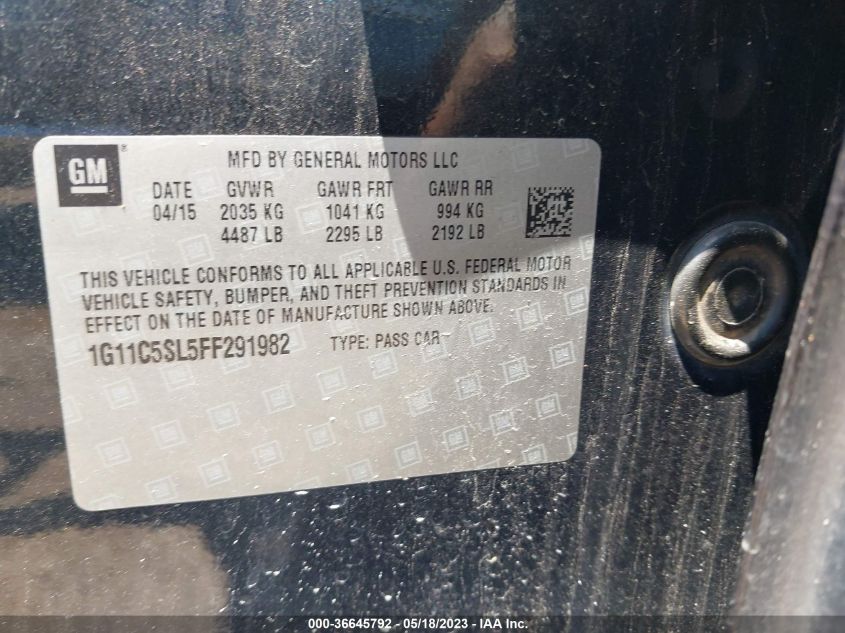 GM
MFD BY GENERAL MOTORS LLC
DATE GVWR GAWR FRT GAWR RR
04/15 2035 KG 1041 KG 994 KG
4487 LB 2295 LB 2192 LB
THIS VEHICLE CONFORMS TO ALL APPLICABLE U.S. FEDERAL MOTOR
VEHICLE SAFETY, BUMPER, AND THEFT PREVENTION STANDARDS IN
EFFECT ON THE DATE OF MANUFACTURE SHOWN ABOVE.
1G11C5SL5FF291982 TYPE: PASS CAR
000-36645792 - 05/18/2023 - IAA Inc.